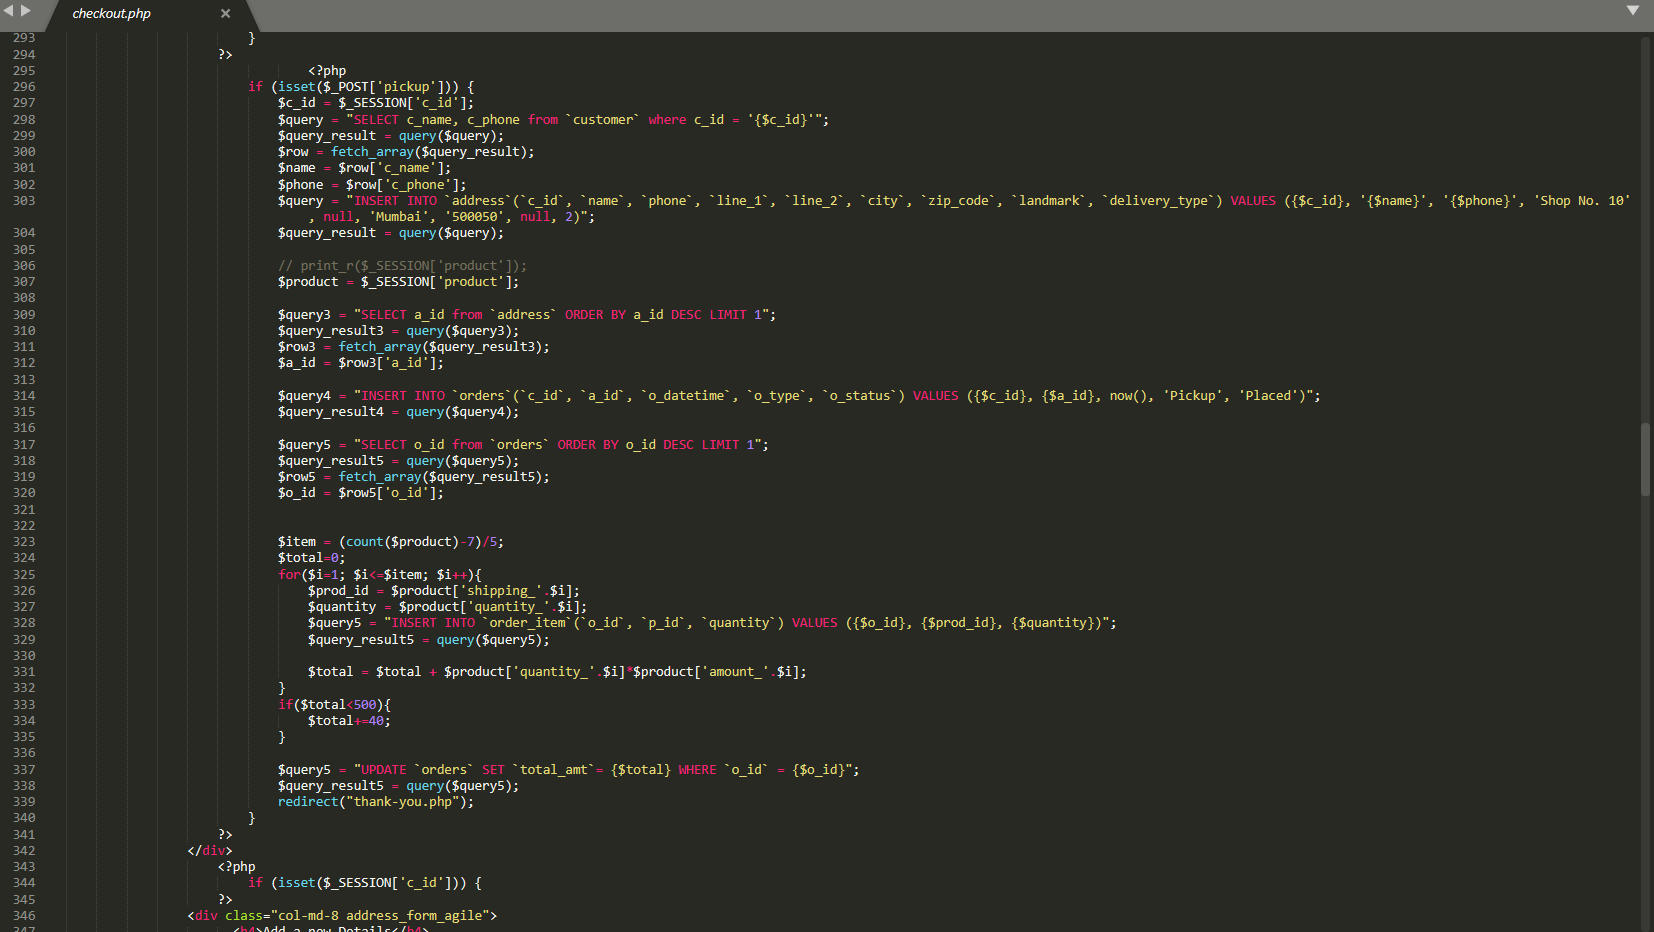 checkout.php ×
293 }
294 ?>
295 <?php
296 if (isset($_POST['pickup'])) {
297 $c_id = $_SESSION['c_id'];
298 $query = "SELECT c_name, c_phone from `customer` where c_id = '{$c_id}'";
299 $query_result = query($query);
300 $row = fetch_array($query_result);
301 $name = $row['c_name'];
302 $phone = $row['c_phone'];
303 $query = "INSERT INTO `address`(`c_id`, `name`, `phone`, `line_1`, `line_2`, `city`, `zip_code`, `landmark`, `delivery_type`) VALUES ({$c_id}, '{$name}', '{$phone}', 'Shop No. 10'
, null, 'Mumbai', '500050', null, 2)";
304 $query_result = query($query);
305
306 // print_r($_SESSION['product']);
307 $product = $_SESSION['product'];
308
309 $query3 = "SELECT a_id from `address` ORDER BY a_id DESC LIMIT 1";
310 $query_result3 = query($query3);
311 $row3 = fetch_array($query_result3);
312 $a_id = $row3['a_id'];
313
314 $query4 = "INSERT INTO `orders`(`c_id`, `a_id`, `o_datetime`, `o_type`, `o_status`) VALUES ({$c_id}, {$a_id}, now(), 'Pickup', 'Placed')";
315 $query_result4 = query($query4);
316
317 $query5 = "SELECT o_id from `orders` ORDER BY o_id DESC LIMIT 1";
318 $query_result5 = query($query5);
319 $row5 = fetch_array($query_result5);
320 $o_id = $row5['o_id'];
321
322
323 $item = (count($product)-7)/5;
324 $total=0;
325 for($i=1; $i<=$item; $i++){
326 $prod_id = $product['shipping_'.$i];
327 $quantity = $product['quantity_'.$i];
328 $query5 = "INSERT INTO `order_item`(`o_id`, `p_id`, `quantity`) VALUES ({$o_id}, {$prod_id}, {$quantity})";
329 $query_result5 = query($query5);
330
331 $total = $total + $product['quantity_'.$i]*$product['amount_'.$i];
332 }
333 if($total<500){
334 $total+=40;
335 }
336
337 $query5 = "UPDATE `orders` SET `total_amt`= {$total} WHERE `o_id` = {$o_id}";
338 $query_result5 = query($query5);
339 redirect("thank-you.php");
340 }
341 ?>
342 </div>
343 <?php
344 if (isset($_SESSION['c_id'])) {
345 ?>
346 <div class="col-md-8 address_form_agile">
347 <h4>Add a new Details</h4>